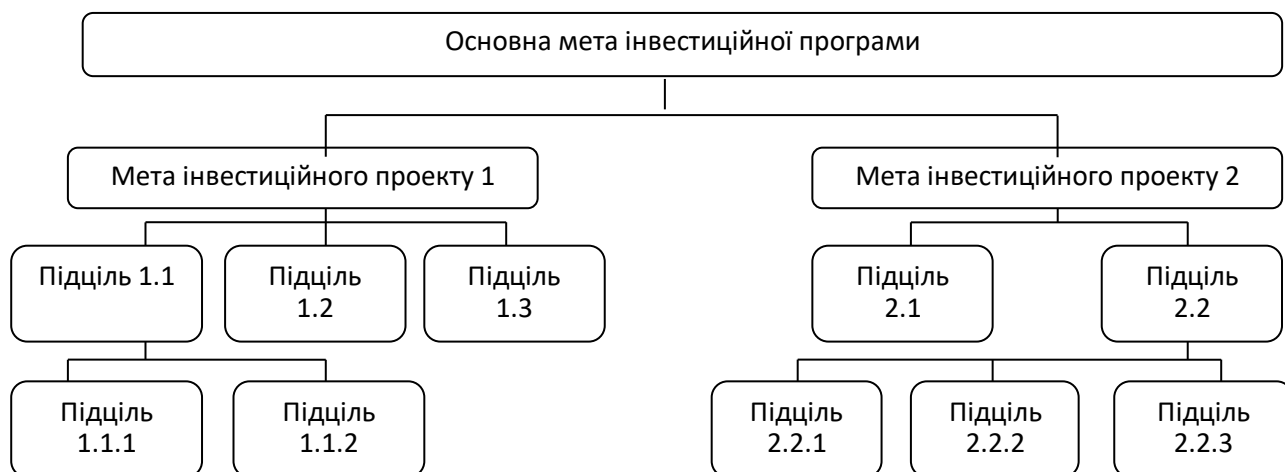 Основна мета інвестиційної програми
Мета інвестиційного проекту 1
Мета інвестиційного проекту 2
Підціль 1.1
Підціль
1.2
Підціль
1.3
Підціль
2.1
Підціль
2.2
Підціль
1.1.1
Підціль
1.1.2
Підціль
2.2.1
Підціль
2.2.2
Підціль
2.2.3